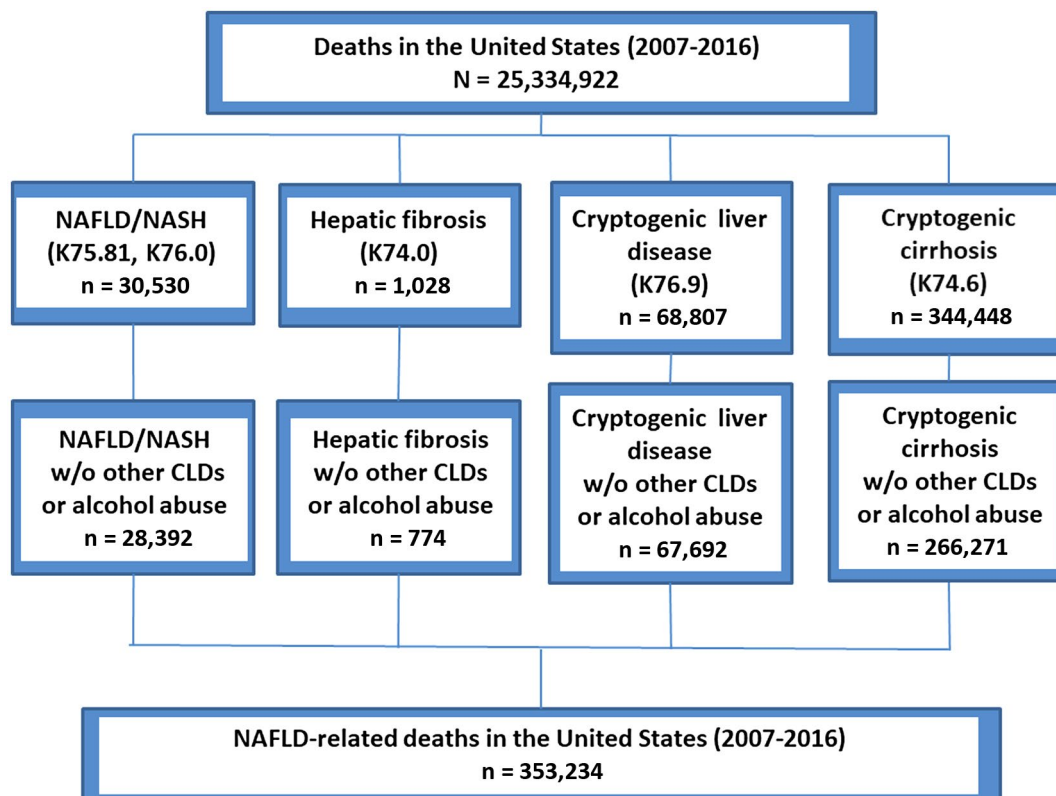 Deaths in the United States (2007-2016)
N = 25,334,922
NAFLD/NASH
(K75.81, K76.0)
n = 30,530
Hepatic fibrosis
(K74.0)
n = 1,028
Cryptogenic liver
disease
(K76.9)
n = 68,807
Cryptogenic
cirrhosis
(K74.6)
n = 344,448
NAFLD/NASH
w/o other CLDs
or alcohol abuse
n = 28,392
Hepatic fibrosis
w/o other CLDs
or alcohol abuse
n = 774
Cryptogenic liver
disease
w/o other CLDs
or alcohol abuse
n = 67,692
Cryptogenic
cirrhosis
w/o other CLDs
or alcohol abuse
n = 266,271
NAFLD-related deaths in the United States (2007-2016)
n = 353,234